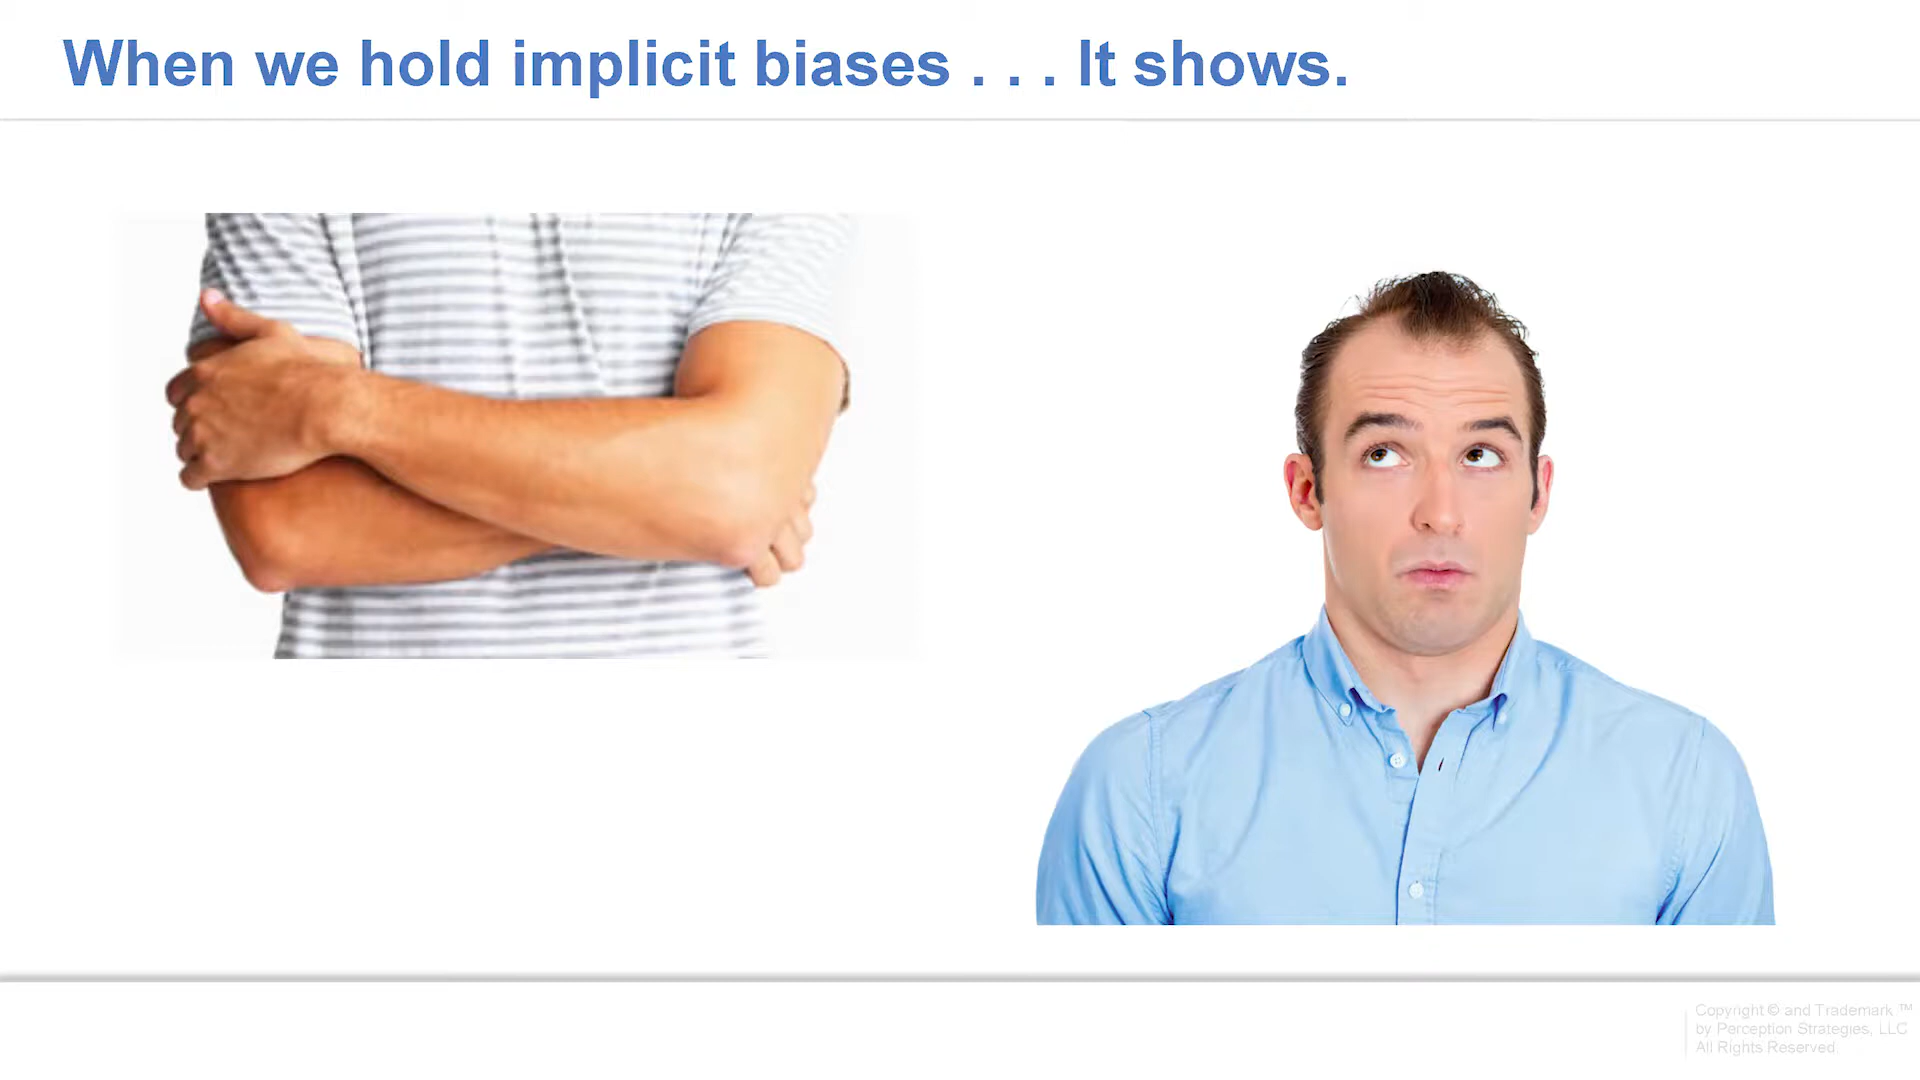 When we hold implicit biases . . . It shows.
Copyright © and Trademark ™
by Perception Strategies, LLC
All Rights Reserved.